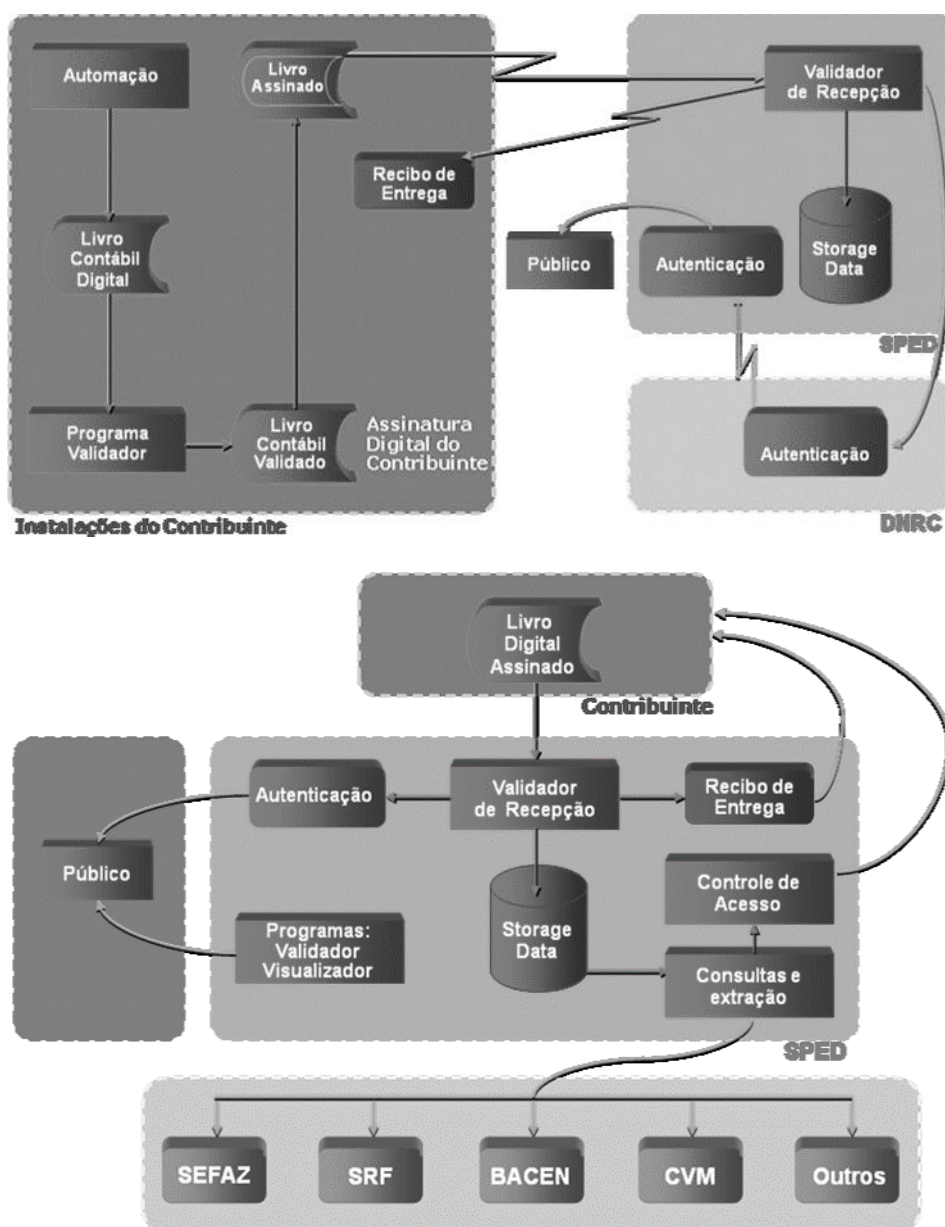 Automação
Livro
Assinado
Validador
de Recepção
Recibo de
Entrega
Livro
Contábil
Digital
Público
Autenticação
Storage
Data
SPED
Programa
Validador
Livro
Contábil
Validado
Assinatura
Digital do
Contribuinte
Autenticação
Instalações do Contribuinte
DNRC
Livro
Digital
Assinado
Contribuinte
Autenticação
Validador
de Recepção
Recibo de
Entrega
Público
Controle de
Acesso
Programas:
Validador
Visualizador
Storage
Data
Consultas e
extração
SPED
SEFAZ
SRF
BACEN
CVM
Outros